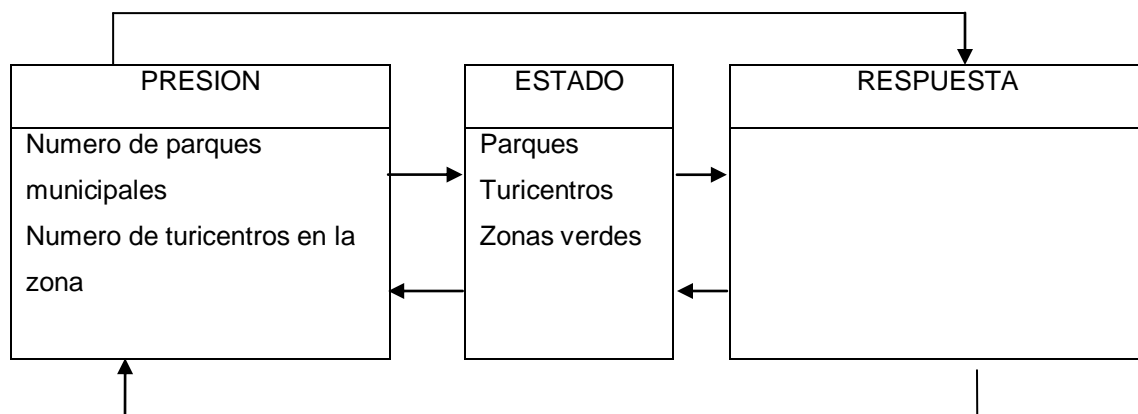 PRESION
Numero de parques
municipales
Numero de turicentros en la
zona
ESTADO
Parques
Turicentros
Zonas verdes
RESPUESTA